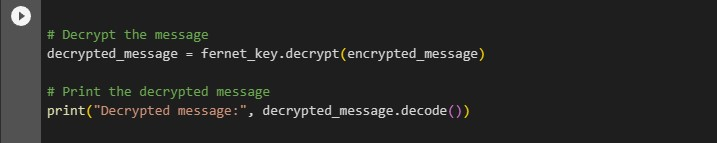 # Decrypt the message
decrypted_message = fernet_key.decrypt(encrypted_message)
# Print the decrypted message
print("Decrypted message:", decrypted_message.decode())